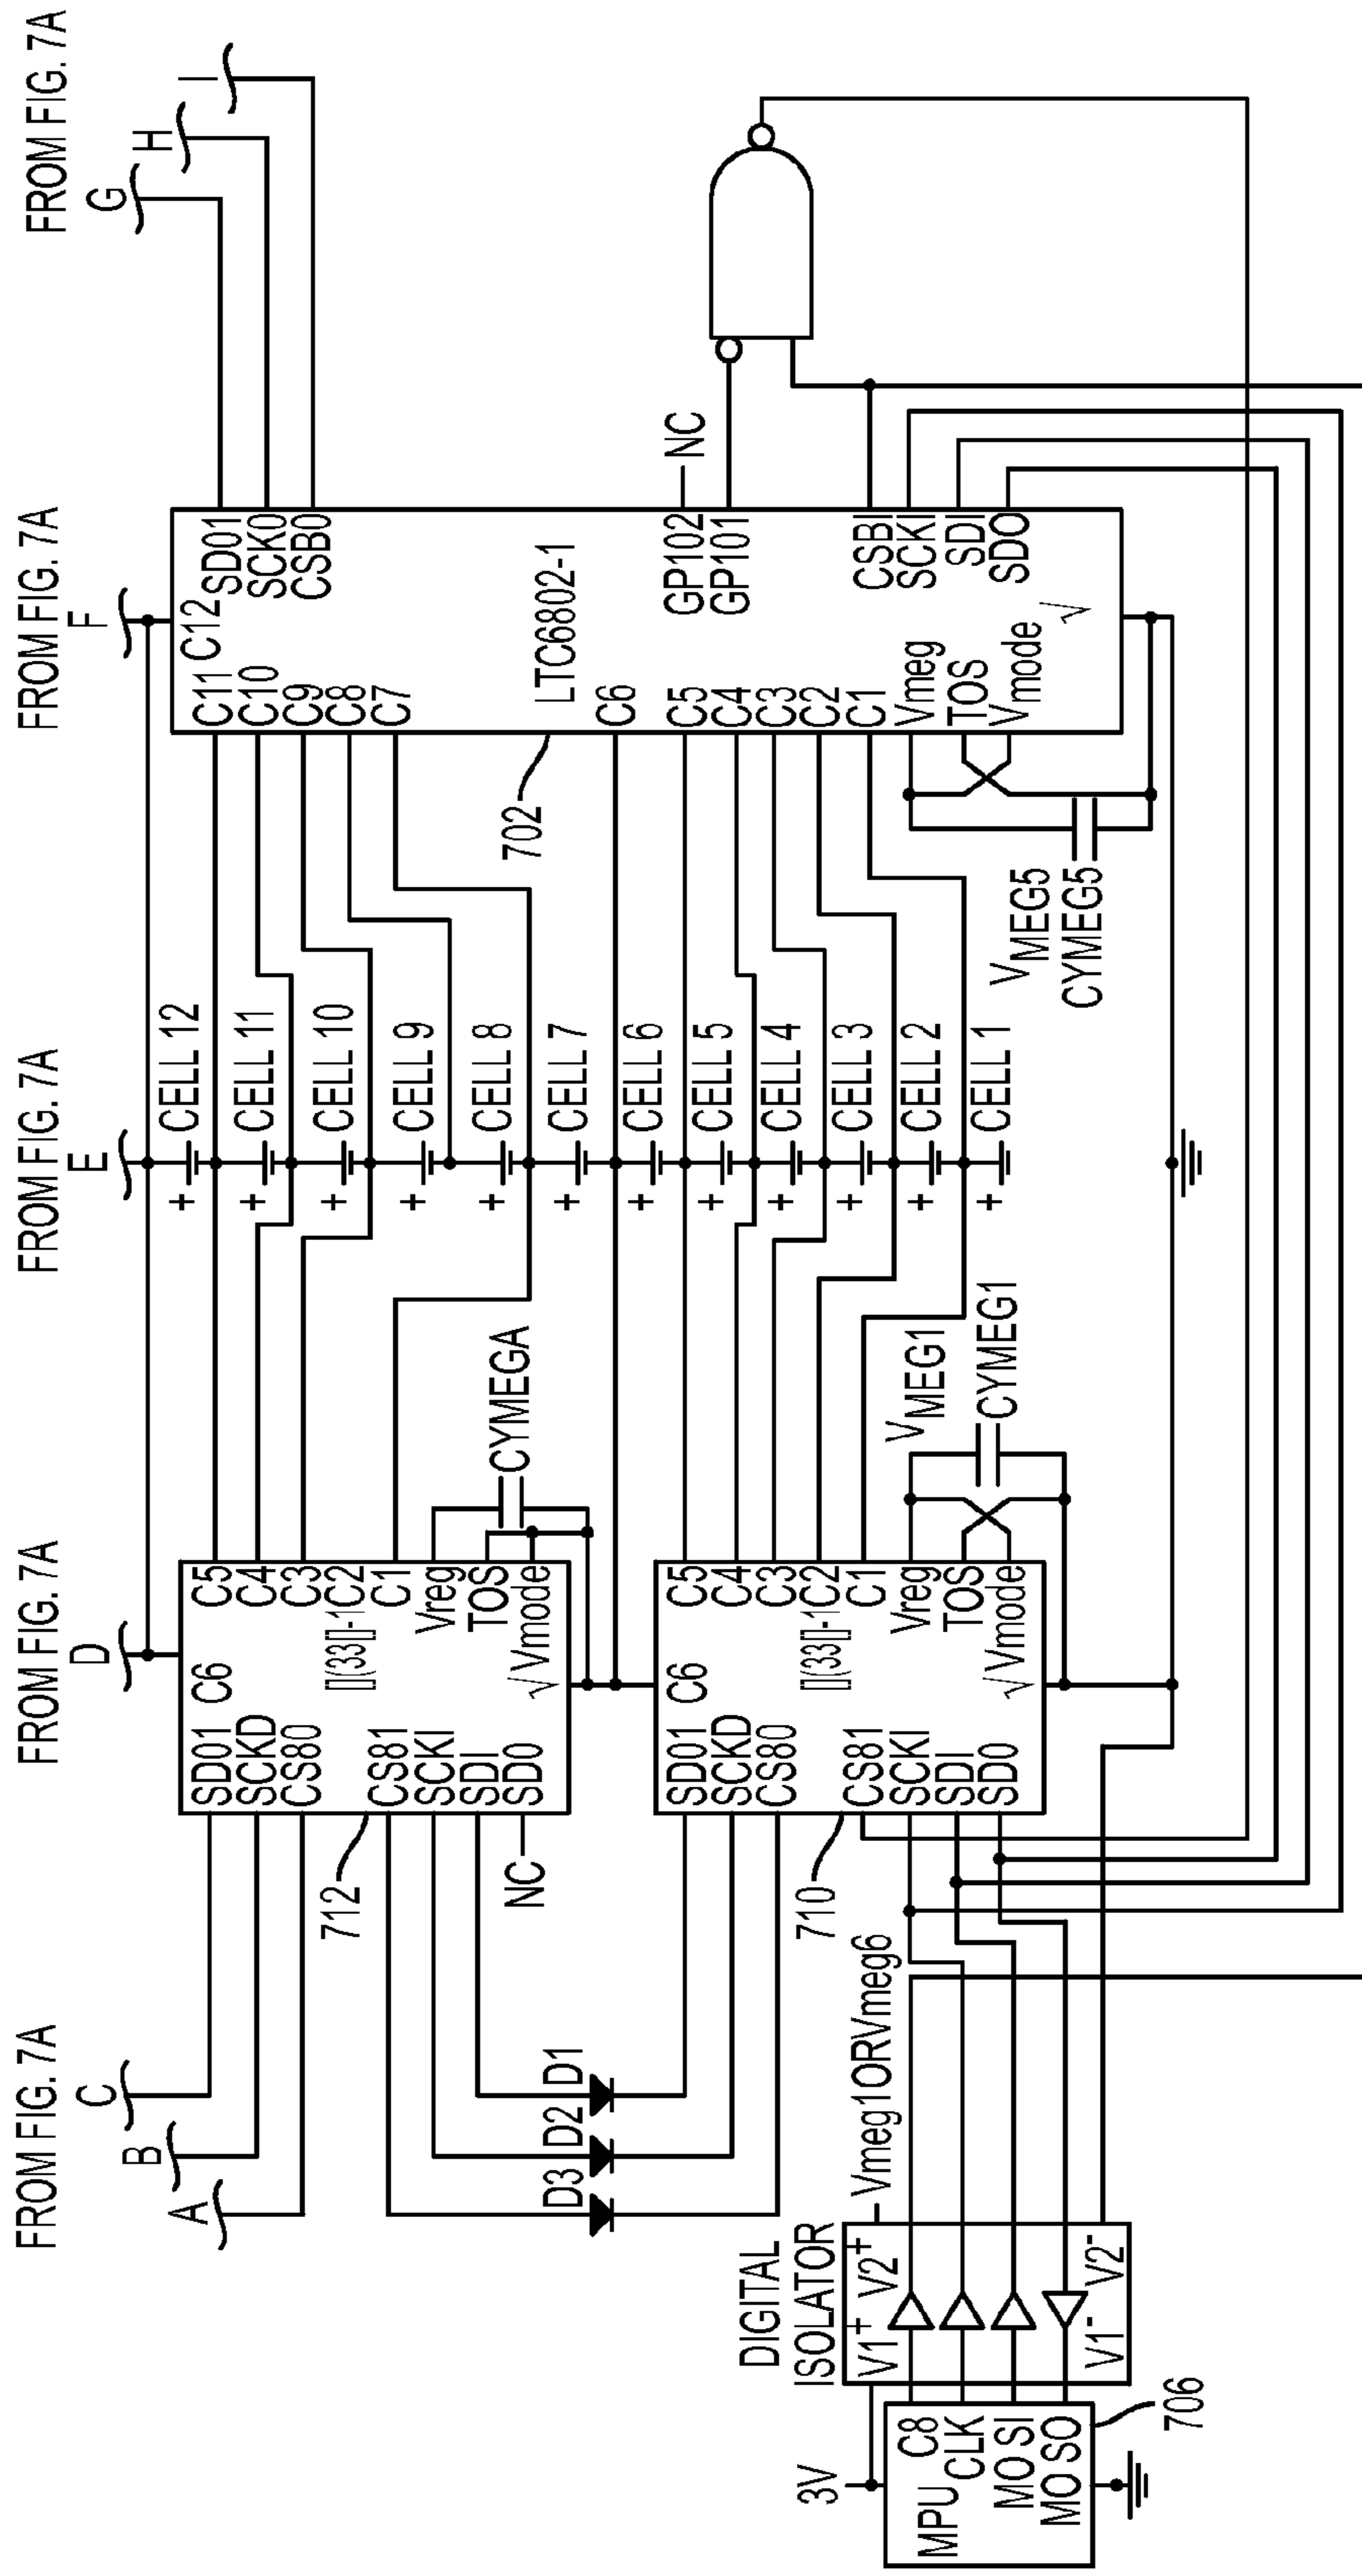 FROM FIG. 7A
C
B
A
FROM FIG. 7A
D
FROM FIG. 7A
E
FROM FIG. 7A
F
FROM FIG. 7A
G
H
I
SD01
SCKD
CS80
C6
C5
C4
C3
C2
C1
Vreg
TOS
Vmode
√
CS81
SCKI
SDI
SD0
NC
712
CYMEGA
D3
D2
D1
SD01
SCKD
CS80
C6
C5
C4
C3
C2
C1
Vreg
TOS
Vmode
√
CS81
SCKI
SDI
SD0
710
VMEG1
CYMEG1
+ CELL 12
+ CELL 11
+ CELL 10
+ CELL 9
+ CELL 8
+ CELL 7
+ CELL 6
+ CELL 5
+ CELL 4
+ CELL 3
+ CELL 2
+ CELL 1
C12
C11
C10
C9
C8
C7
LTC6802-1
702
C6
C5
C4
C3
C2
C1
Vmeg
TOS
Vmode
√
VMEG5
CYMEG5
SD01
SCK0
CSB0
GP102
NC
GP101
CSBI
SCKI
SDI
SDO
DIGITAL
ISOLATOR
V1+ V2+
V1- V2-
Vmeg1ORVmeg6
3V
MPU
C8
CLK
MO SI
MO SO
706